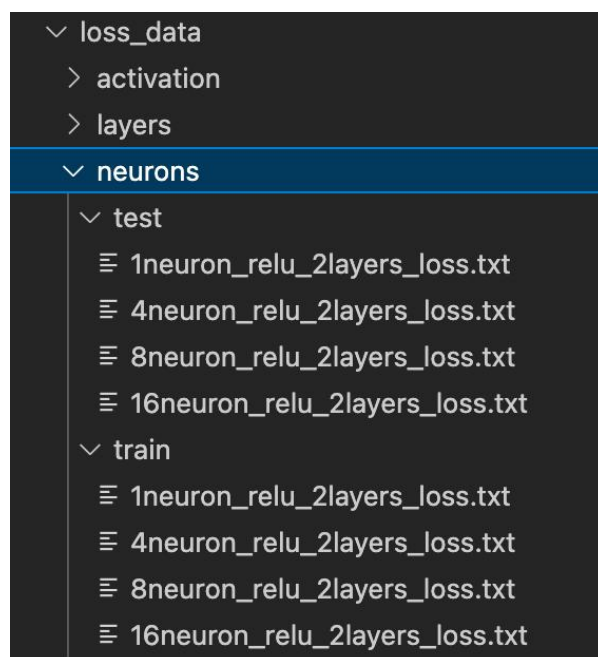 loss_data
activation
layers
neurons
test
1neuron_relu_2layers_loss.txt
4neuron_relu_2layers_loss.txt
8neuron_relu_2layers_loss.txt
16neuron_relu_2layers_loss.txt
train
1neuron_relu_2layers_loss.txt
4neuron_relu_2layers_loss.txt
8neuron_relu_2layers_loss.txt
16neuron_relu_2layers_loss.txt